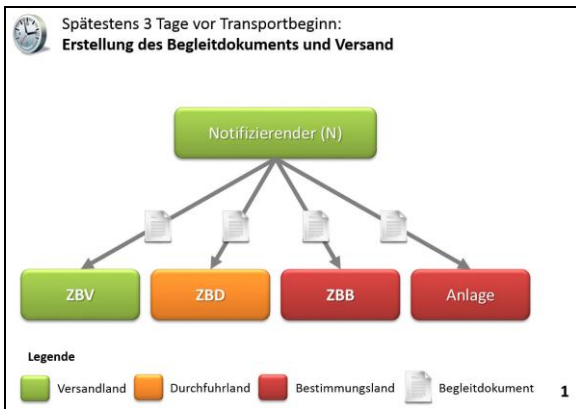 Spätestens 3 Tage vor Transportbeginn:
Erstellung des Begleitdokuments und Versand
Notifizierender (N)
ZBV ZBD ZBB Anlage
Legende
Versandland Durchfuhrland Bestimmungsland Begleitdokument 1